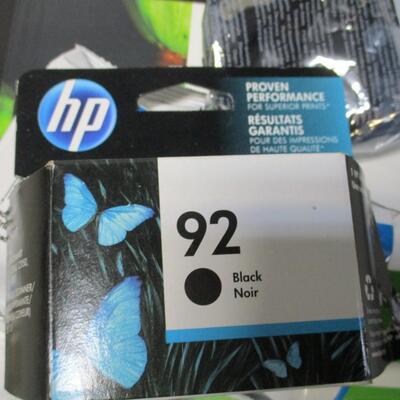 hp
PROVEN
PERFORMANCE
FOR SUPERIOR PRINTS*
RÉSULTATS
GARANTIS
POUR DES IMPRESSIONS
DE HAUTE QUALITÉ*
92
Black
Noir